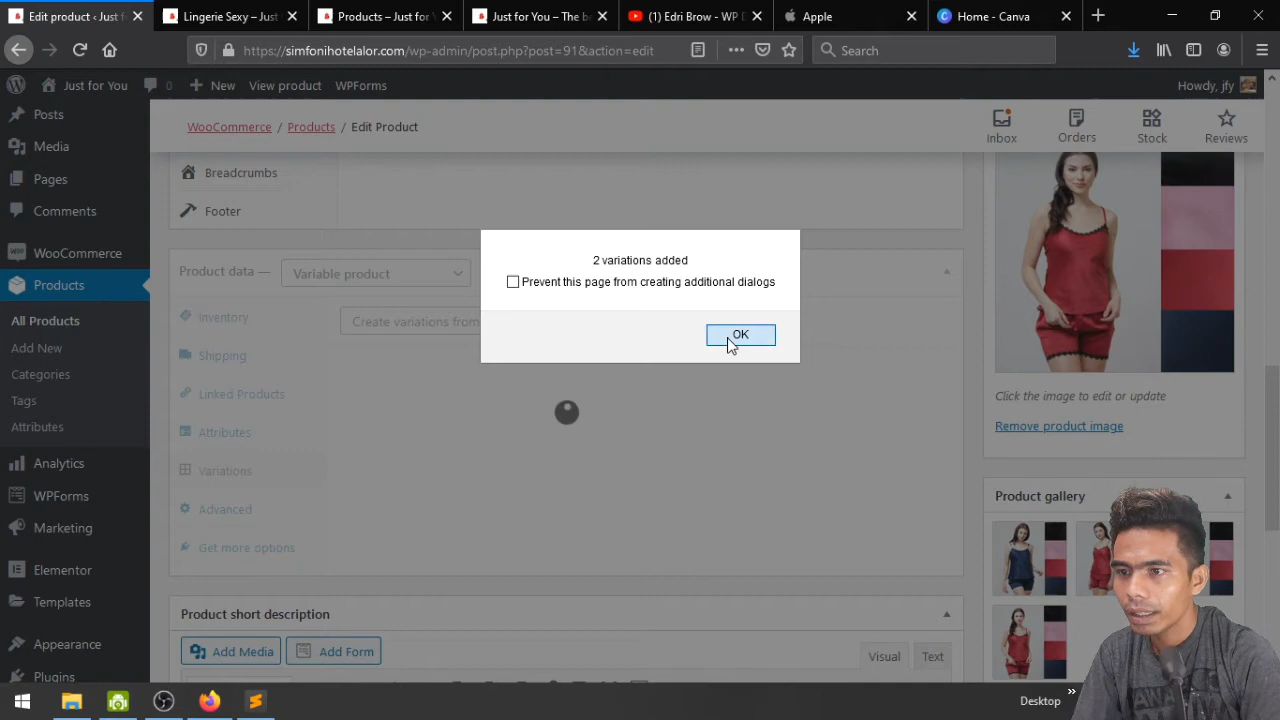 Edit product ‹ Just f
Lingerie Sexy – Just
Products – Just for
Just for You – The b
(1) Edri Brow - WP
Apple
Home - Canva
https://simfonihotelalor.com/wp-admin/post.php?post=91&action=edit
Search
Just for You
0
New
View product
WPForms
Howdy, jfy
WooCommerce / Products / Edit Product
Inbox
Orders
Stock
Reviews
Posts
Media
Pages
Comments
WooCommerce
Products
All Products
Add New
Categories
Tags
Attributes
Analytics
WPForms
Marketing
Elementor
Templates
Appearance
Plugins
Breadcrumbs
Footer
Product data —
Variable product
Inventory
Shipping
Linked Products
Attributes
Variations
Advanced
Get more options
Create variations from
2 variations added
Prevent this page from creating additional dialogs
OK
Click the image to edit or update
Remove product image
Product gallery
Product short description
Add Media
Add Form
Visual
Text
Desktop